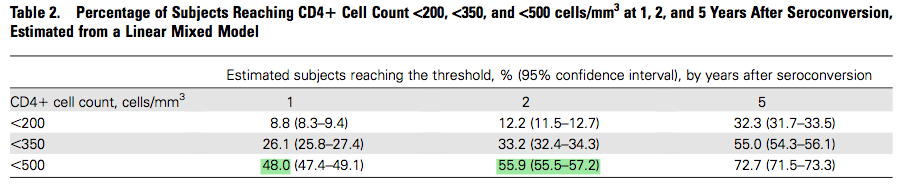 Table 2. Percentage of Subjects Reaching CD4+ Cell Count <200, <350, and <500 cells/mm³ at 1, 2, and 5 Years After Seroconversion,
Estimated from a Linear Mixed Model
Estimated subjects reaching the threshold, % (95% confidence interval), by years after seroconversion
CD4+ cell count, cells/mm³ 1 2 5
<200 8.8 (8.3–9.4) 12.2 (11.5–12.7) 32.3 (31.7–33.5)
<350 26.1 (25.8–27.4) 33.2 (32.4–34.3) 55.0 (54.3–56.1)
<500 48.0 (47.4–49.1) 55.9 (55.5–57.2) 72.7 (71.5–73.3)